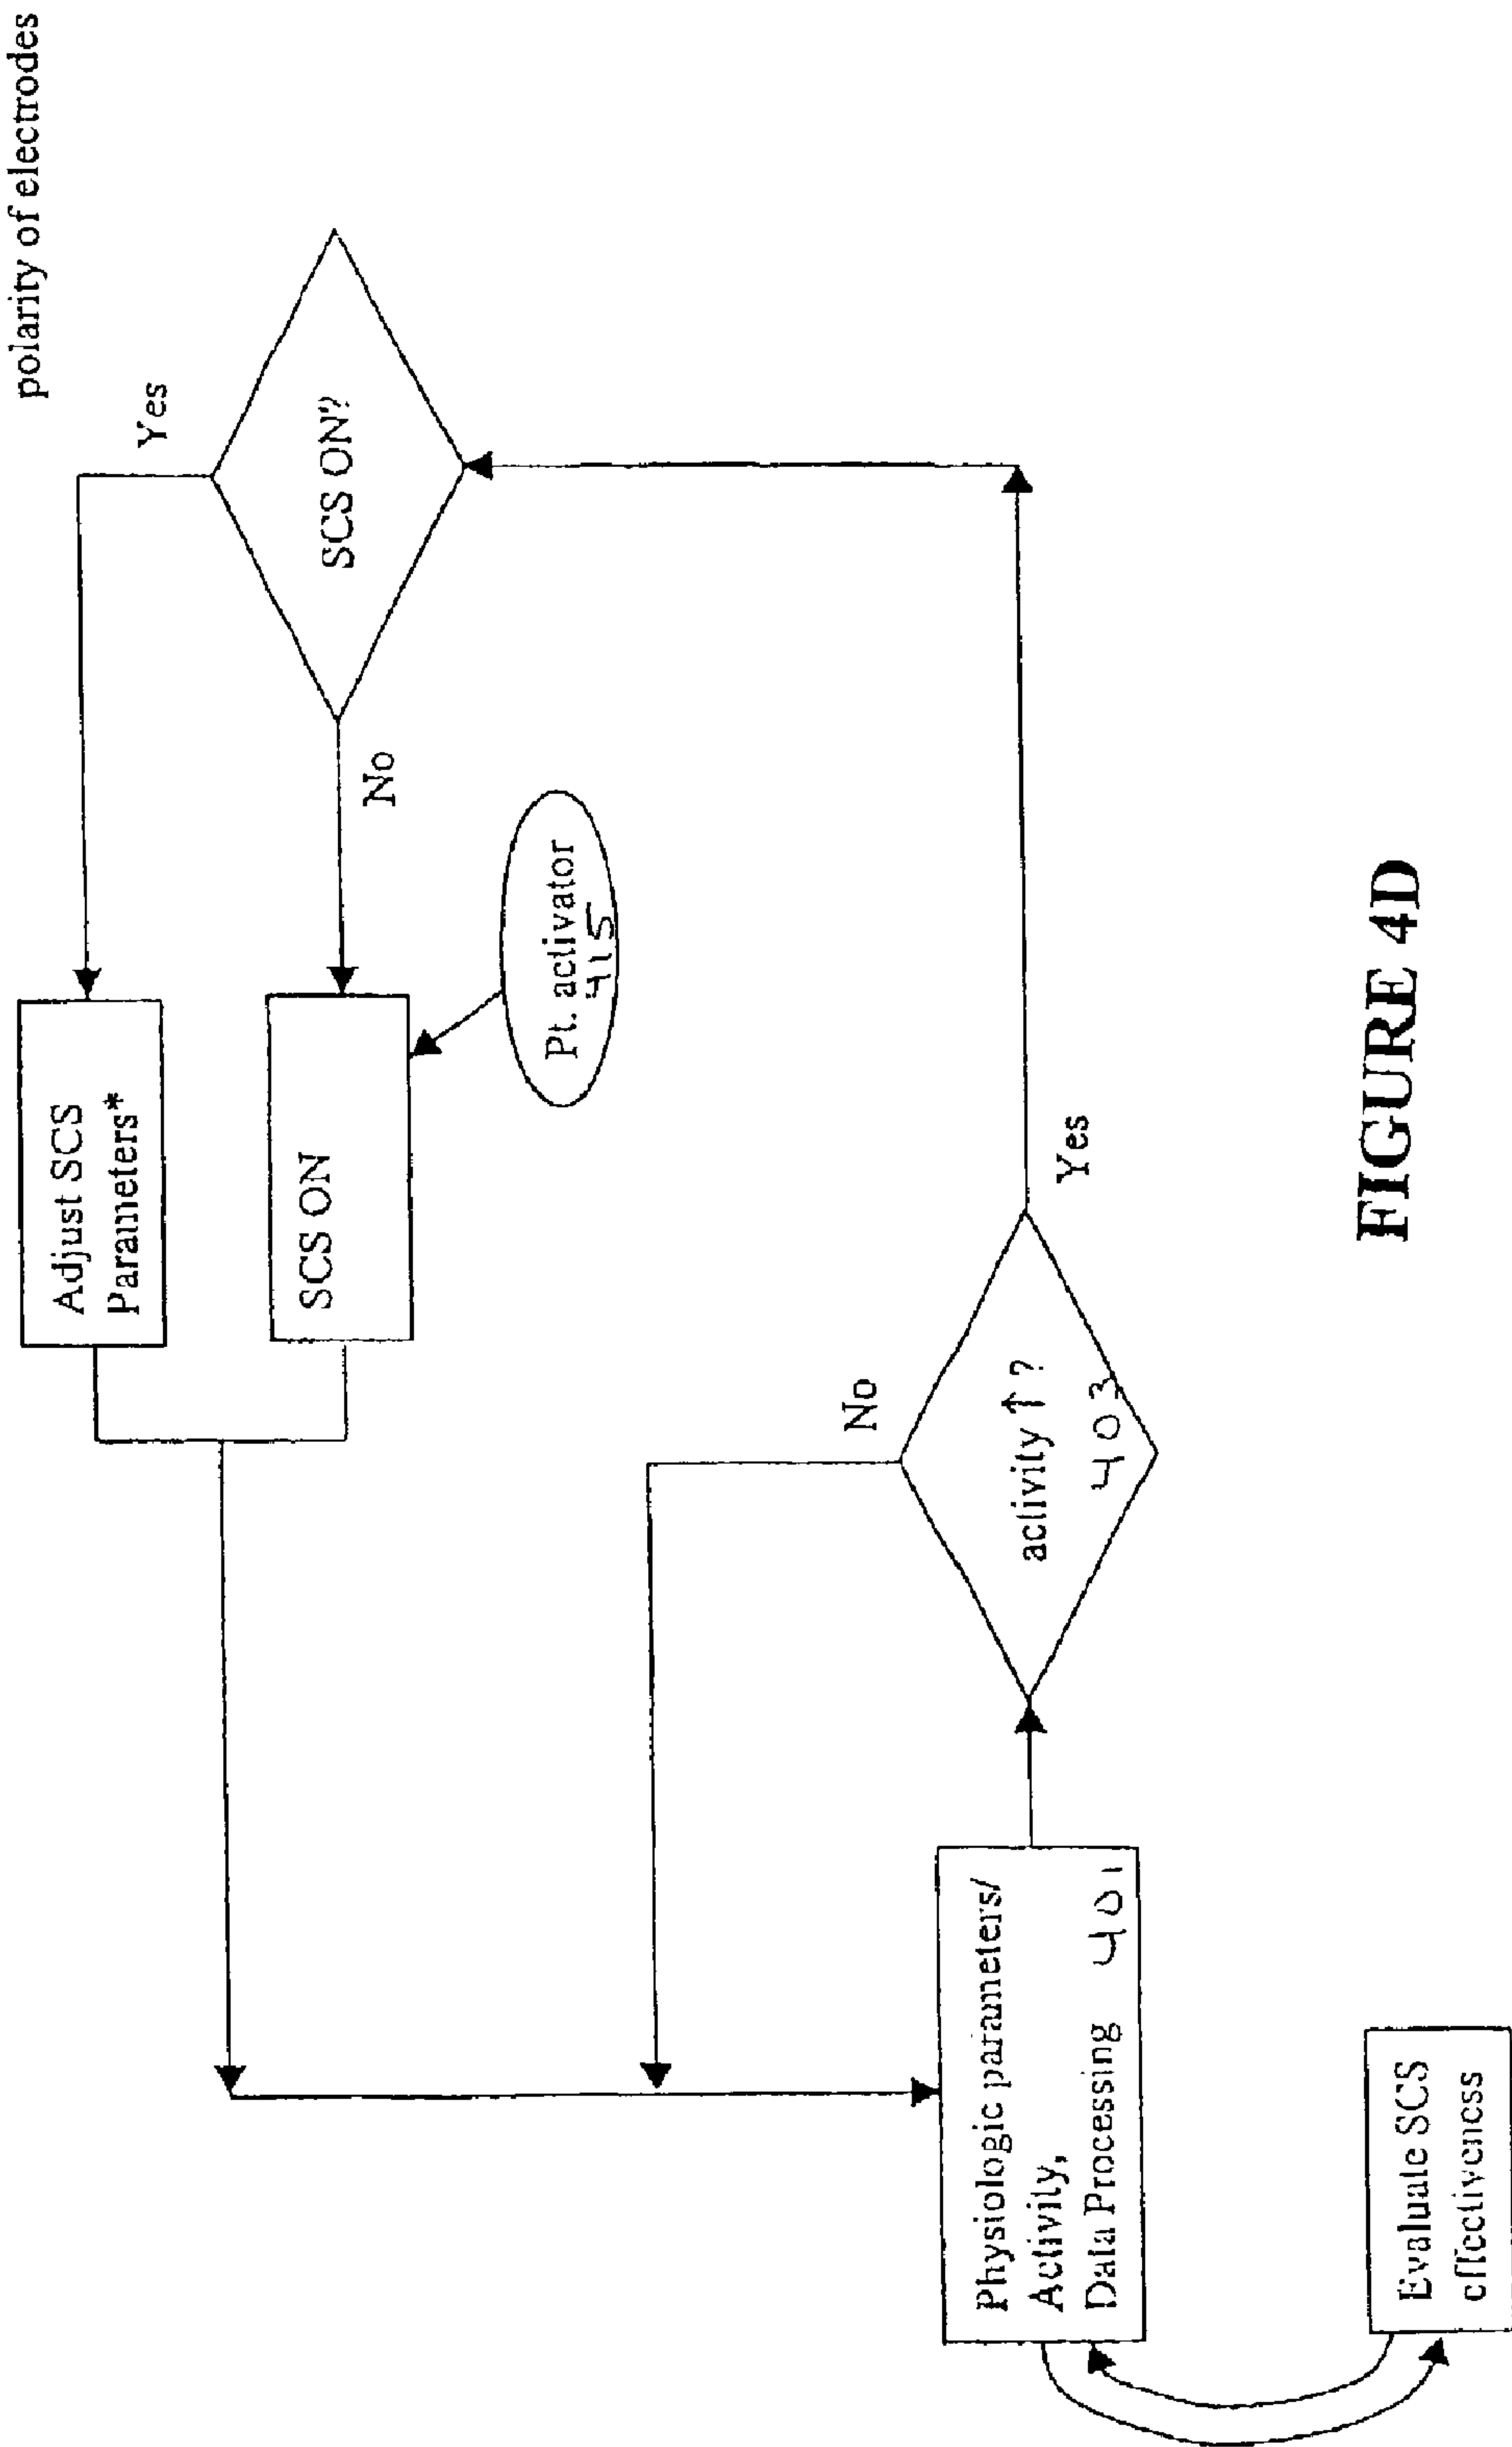 polarity of electrodes
Adjust SCS
Parameters*
Yes
SCS ON
No
SCS ON?
Pt. activator
415
No
activity ↑ ?
403
Yes
Physiologic parameters/
Activity,
Data Processing 401
Evaluate SCS
effectiveness
FIGURE 4D